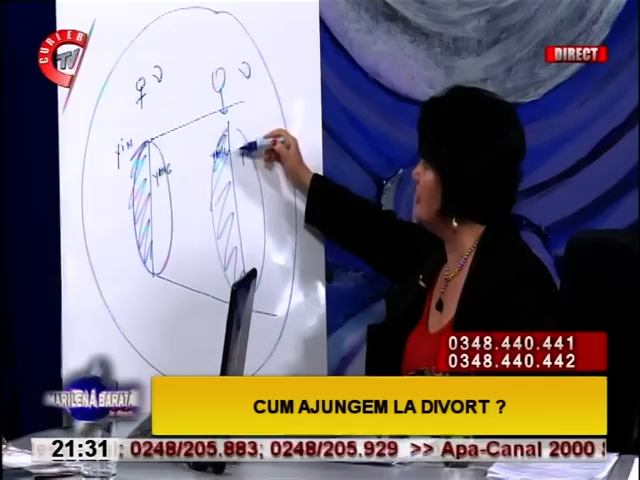 CURIER
TV
DIRECT
yin
yang
0348.440.441
0348.440.442
MARILENA BARATA
CUM AJUNGEM LA DIVORT ?
21:31
: 0248/205.883; 0248/205.929 >> Apa-Canal 2000 S